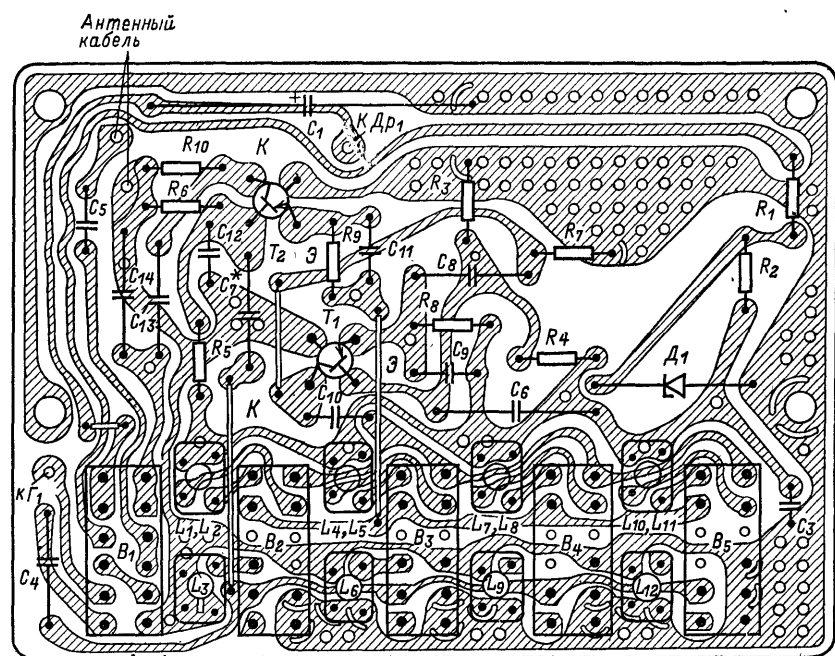 Антенный
кабель
C1
к Др1
R10
К
R6
R3
R1
C5
C12
T2
Э
R9
C11
R7
C14
C7*
C8
R2
C13
T1
R8
R5
Э
C9
R4
Д1
К
C10
C6
кГ1
L1, L2
L4, L5
L7, L8
L10, L11
B1
B2
B3
B4
B5
C3
C4
L3
L6
L9
L12